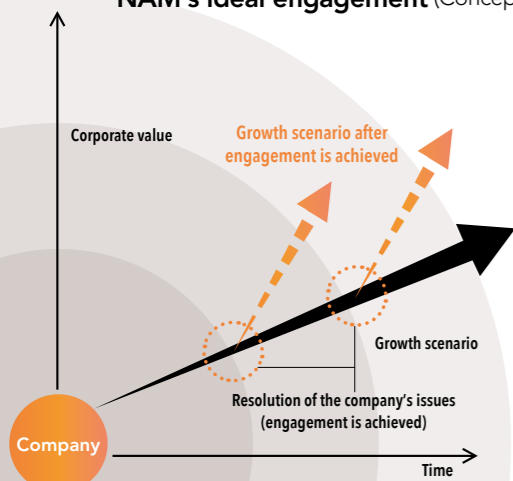 NAM's ideal engagement (Concep
Corporate value
Growth scenario after
engagement is achieved
Growth scenario
Resolution of the company's issues
(engagement is achieved)
Company
Time